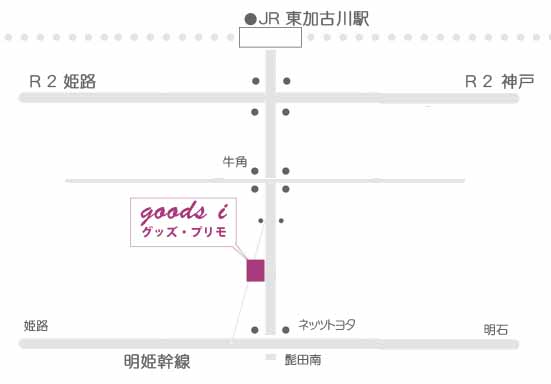 ●JR 東加古川駅
R 2 姫路
R 2 神戸
牛角
goods i
グッズ・プリモ
姫路
ネッツトヨタ
明石
明姫幹線
髭田南